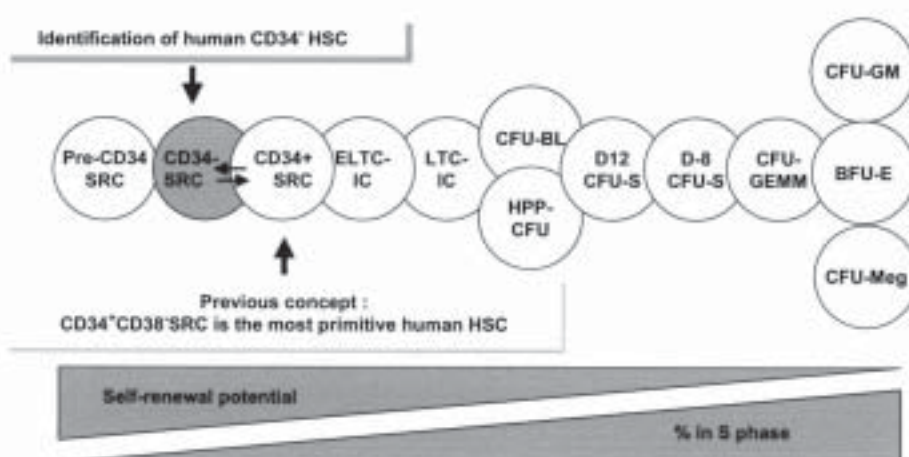 Identification of human CD34⁻ HSC
Pre-CD34
SRC
CD34-
SRC
CD34+
SRC
ELTC-
IC
LTC-
IC
CFU-BL
HPP-
CFU
D12
CFU-S
D-8
CFU-S
CFU-
GEMM
CFU-GM
BFU-E
CFU-Meg
Previous concept :
CD34⁺CD38⁻SRC is the most primitive human HSC
Self-renewal potential
% in S phase